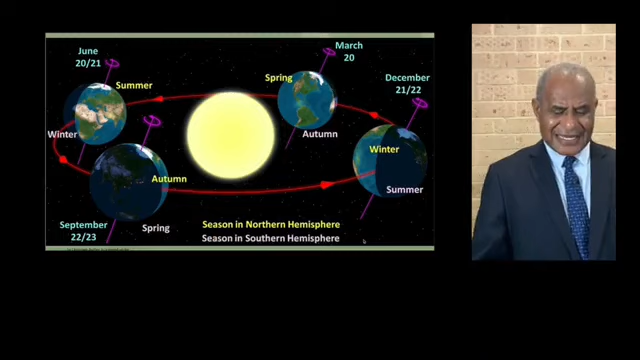 June
20/21
Summer
Winter
March
20
Spring
Autumn
December
21/22
Winter
Summer
Autumn
September
22/23
Spring
Season in Northern Hemisphere
Season in Southern Hemisphere